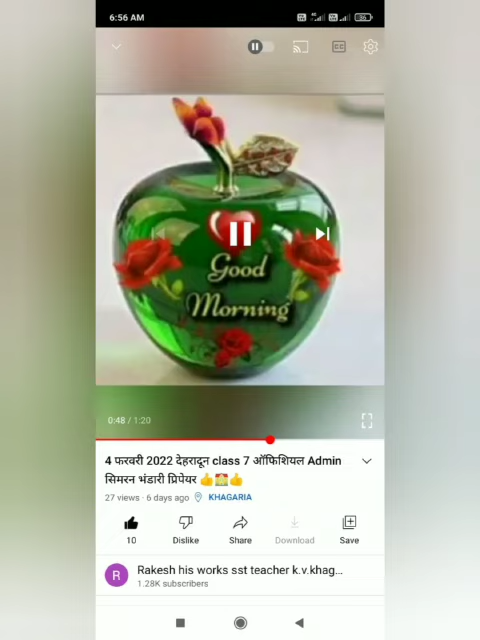 6:56 AM
Good
Morning
0:48 / 1:20
4 फरवरी 2022 देहरादून class 7 ऑफिशियल Admin
सिमरन भंडारी प्रिपेयर 👍🌅👍
27 views · 6 days ago KHAGARIA
10 Dislike Share Download Save
R
Rakesh his works sst teacher k.v.khag...
1.28K subscribers